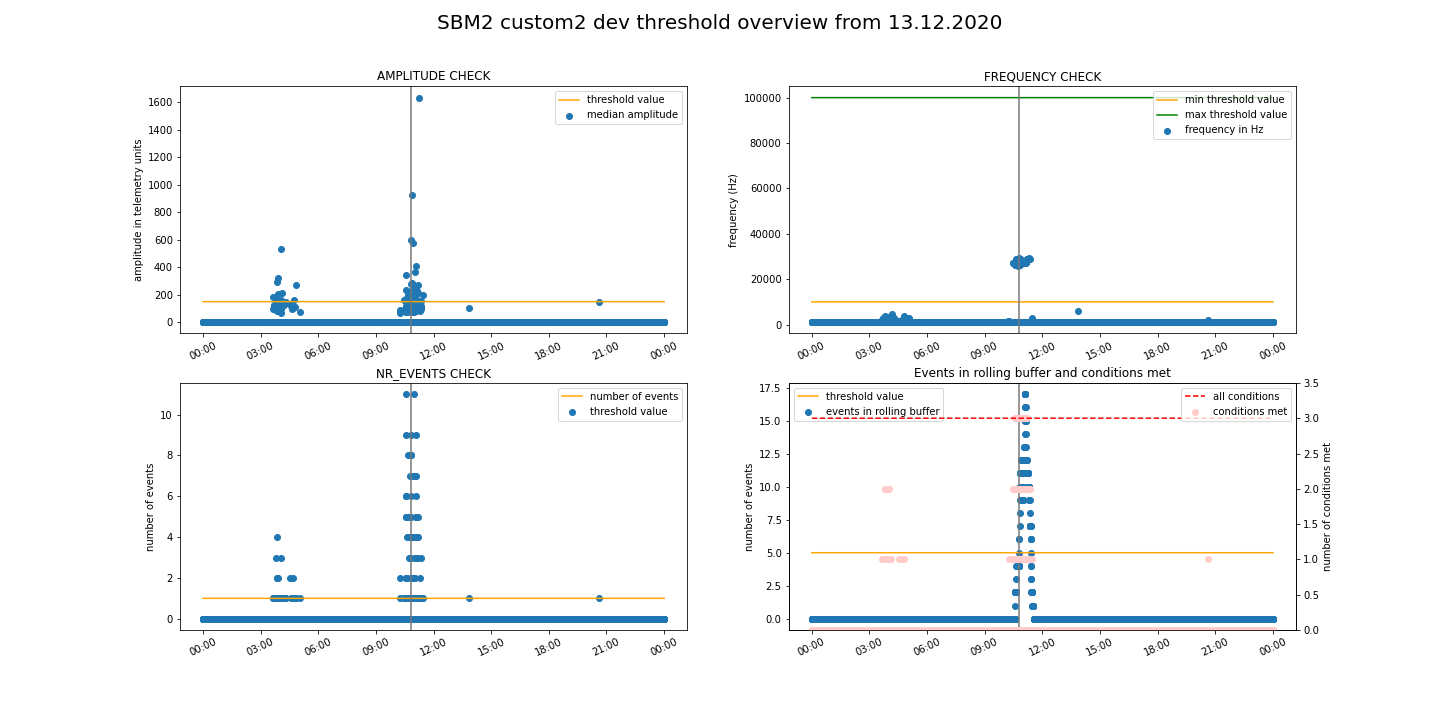 SBM2 custom2 dev threshold overview from 13.12.2020
AMPLITUDE CHECK
threshold value
median amplitude
amplitude in telemetry units
1600
1400
1200
1000
800
600
400
200
0
00:00 03:00 06:00 09:00 12:00 15:00 18:00 21:00 00:00
FREQUENCY CHECK
min threshold value
max threshold value
frequency in Hz
frequency (Hz)
100000
80000
60000
40000
20000
0
00:00 03:00 06:00 09:00 12:00 15:00 18:00 21:00 00:00
NR_EVENTS CHECK
number of events
threshold value
number of events
10
8
6
4
2
0
00:00 03:00 06:00 09:00 12:00 15:00 18:00 21:00 00:00
Events in rolling buffer and conditions met
threshold value
events in rolling buffer
all conditions
conditions met
number of events
17.5
15.0
12.5
10.0
7.5
5.0
2.5
0.0
3.5
3.0
2.5
2.0
1.5
1.0
0.5
0.0
number of conditions met
00:00 03:00 06:00 09:00 12:00 15:00 18:00 21:00 00:00